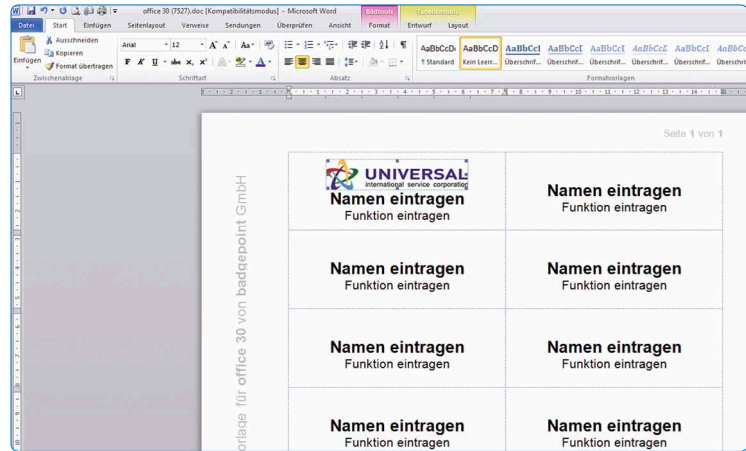 office 30 (7527).doc [Kompatibilitätsmodus] - Microsoft Word
Bildtools
Tabellentools
Datei Start Einfügen Seitenlayout Verweise Sendungen Überprüfen Ansicht Format Entwurf Layout
Einfügen
Ausschneiden
Kopieren
Format übertragen
Zwischenablage
Arial 12
F K U abc x, x²
Schriftart
Absatz
AaBbCcDc AaBbCcD AaBbCcI AaBbCcI AaBbCcI AaBbCcL AaBbCcI AaBbCc
¶ Standard Kein Leerr... Überschrif... Überschrif... Überschrif... Überschrif... Überschrif... Überschr
Formatvorlagen
Seite 1 von 1
orlage für office 30 von badgepoint GmbH
UNIVERSAL
international service corporation
Namen eintragen
Funktion eintragen
Namen eintragen
Funktion eintragen
Namen eintragen
Funktion eintragen
Namen eintragen
Funktion eintragen
Namen eintragen
Funktion eintragen
Namen eintragen
Funktion eintragen
Namen eintragen
Funktion eintragen
Namen eintragen
Funktion eintragen